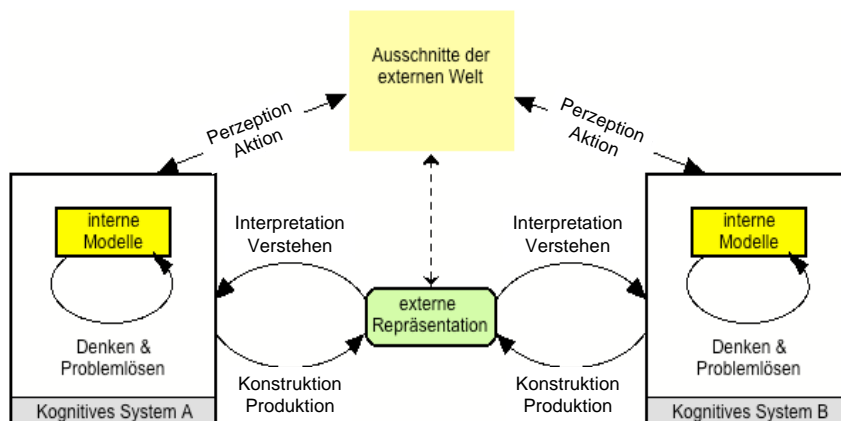 Ausschnitte der
externen Welt
Perzeption
Aktion
Perzeption
Aktion
interne
Modelle
Denken &
Problemlösen
Kognitives System A
Interpretation
Verstehen
externe
Repräsentation
Konstruktion
Produktion
Interpretation
Verstehen
Konstruktion
Produktion
interne
Modelle
Denken &
Problemlösen
Kognitives System B